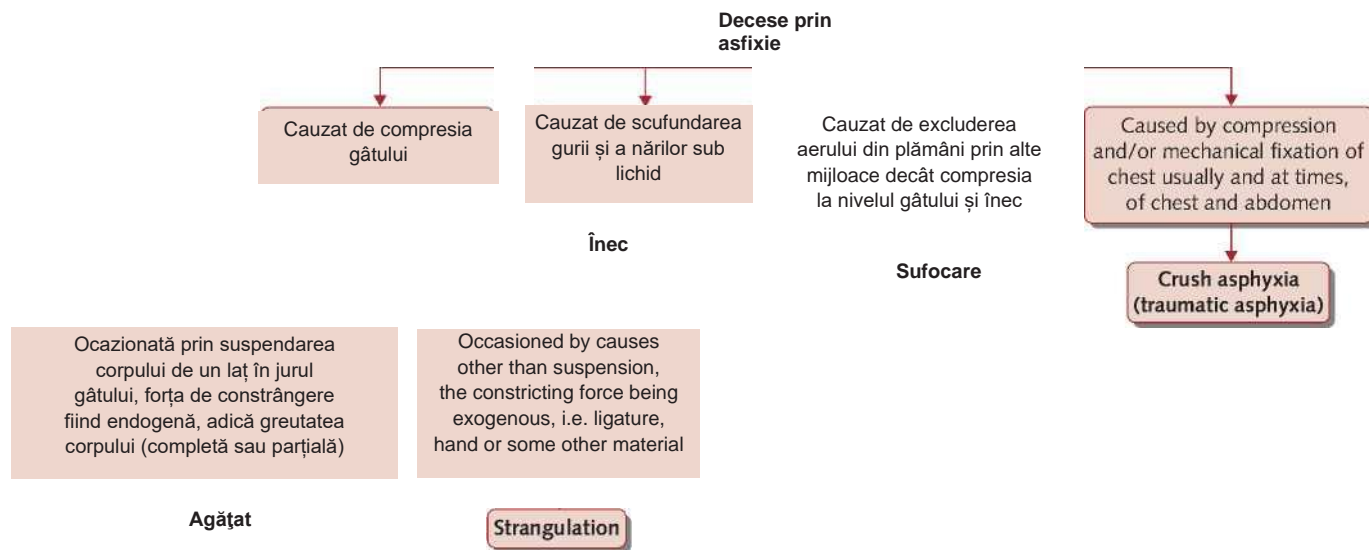 Decese prin
asfixie
Cauzat de compresia
gâtului
Cauzat de scufundarea
gurii și a nărilor sub
lichid
Cauzat de excluderea
aerului din plămâni prin alte
mijloace decât compresia
la nivelul gâtului și înec
Caused by compression
and/or mechanical fixation of
chest usually and at times,
of chest and abdomen
Înec
Sufocare
Crush asphyxia
(traumatic asphyxia)
Ocazionată prin suspendarea
corpului de un laț în jurul
gâtului, forța de constrângere
fiind endogenă, adică greutatea
corpului (completă sau parțială)
Occasioned by causes
other than suspension,
the constricting force being
exogenous, i.e. ligature,
hand or some other material
Agăţat
Strangulation